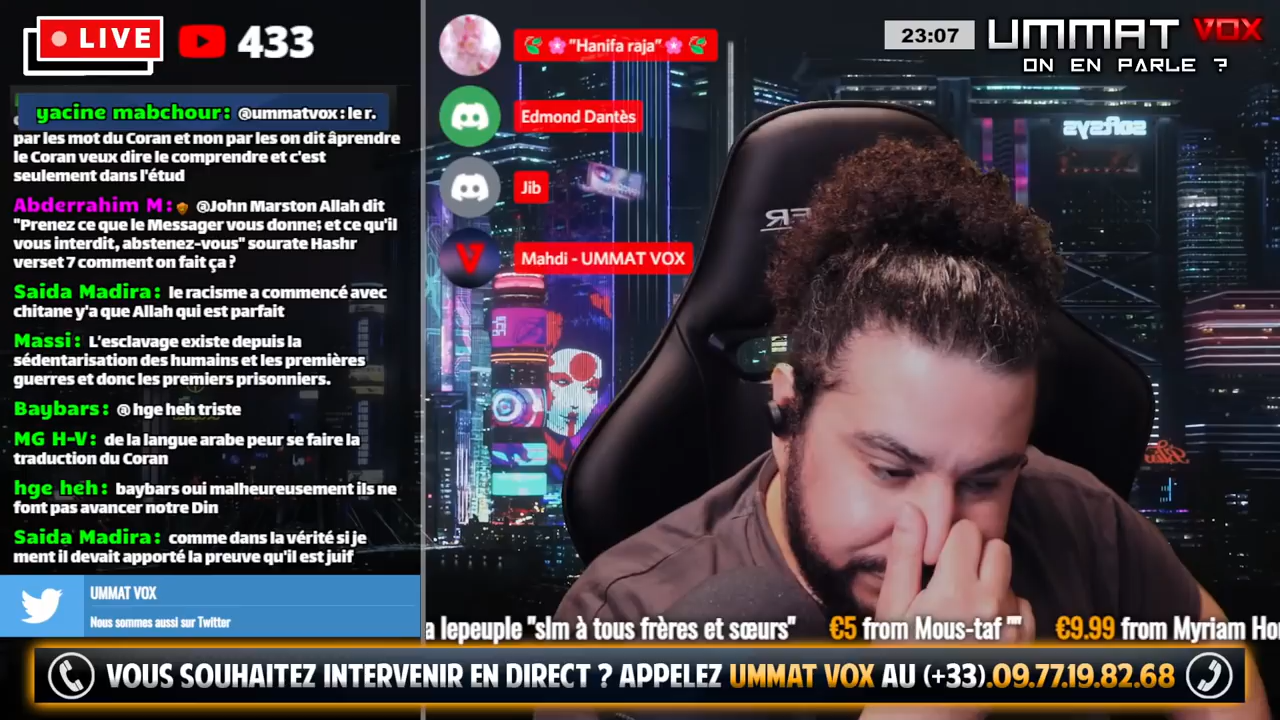 LIVE
433
yacine mabchour: @ummatvox : le r.
par les mot du Coran et non par les on dit âprendre
le Coran veux dire le comprendre et c'est
seulement dans l'étud
Abderrahim M: @John Marston Allah dit
"Prenez ce que le Messager vous donne; et ce qu'il
vous interdit, abstenez-vous" sourate Hashr
verset 7 comment on fait ça ?
Saida Madira: le racisme a commencé avec
chitane y'a que Allah qui est parfait
Massi: L'esclavage existe depuis la
sédentarisation des humains et les premières
guerres et donc les premiers prisonniers.
Baybars: @ hge heh triste
MG H-V: de la langue arabe peur se faire la
traduction du Coran
hge heh: baybars oui malheureusement ils ne
font pas avancer notre Din
Saida Madira: comme dans la vérité si je
ment il devait apporté la preuve qu'il est juif
UMMAT VOX
Nous sommes aussi sur Twitter
"Hanifa raja"
Edmond Dantès
Jib
Mahdi - UMMAT VOX
23:07
UMMAT VOX
ON EN PARLE ?
softsys
a lepeuple "slm à tous frères et sœurs" €5 from Mous-taf "" €9.99 from Myriam Ho
VOUS SOUHAITEZ INTERVENIR EN DIRECT ? APPELEZ UMMAT VOX AU (+33).09.77.19.82.68